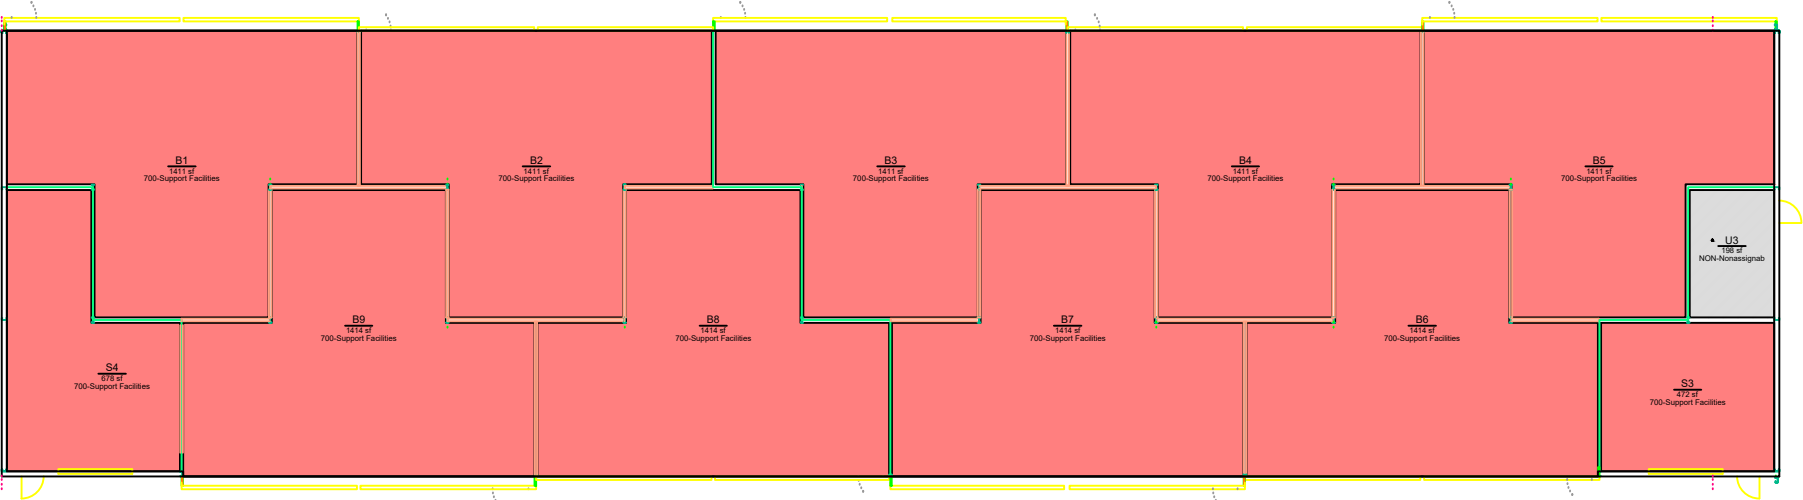 B1
1411 sf
700-Support Facilities
B2
1411 sf
700-Support Facilities
B3
1411 sf
700-Support Facilities
B4
1411 sf
700-Support Facilities
B5
1411 sf
700-Support Facilities
U3
198 sf
NON-Nonassignab
B9
1414 sf
700-Support Facilities
B8
1414 sf
700-Support Facilities
B7
1414 sf
700-Support Facilities
B6
1414 sf
700-Support Facilities
S4
678 sf
700-Support Facilities
S3
472 sf
700-Support Facilities